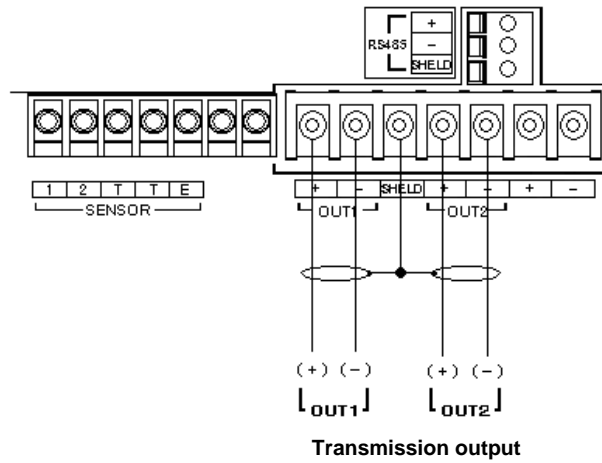 RS485
+
−
SHELD
1 2 T T E
SENSOR
+ − SHELD + − + −
OUT1 OUT2
(+) (−) (+) (−)
OUT1 OUT2
Transmission output